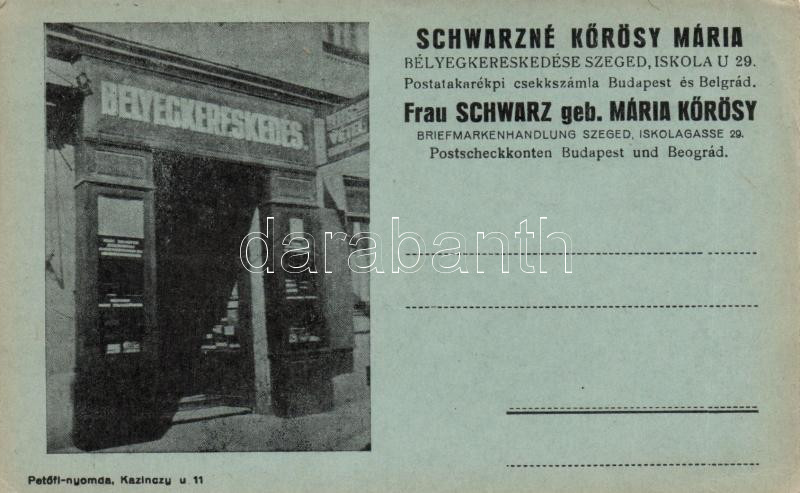 BÉLYEGKERESKEDÉS.
VÉTEL
SCHWARZNÉ KŐRÖSY MÁRIA
BÉLYEGKERESKEDÉSE SZEGED, ISKOLA U 29.
Postatakarékpi csekkszámla Budapest és Belgrád.
Frau SCHWARZ geb. MÁRIA KŐRÖSY
BRIEFMARKENHANDLUNG SZEGED, ISKOLAGASSE 29.
Postscheckkonten Budapest und Beográd.
darabanth
Petőfi-nyomda, Kazinczy u 11